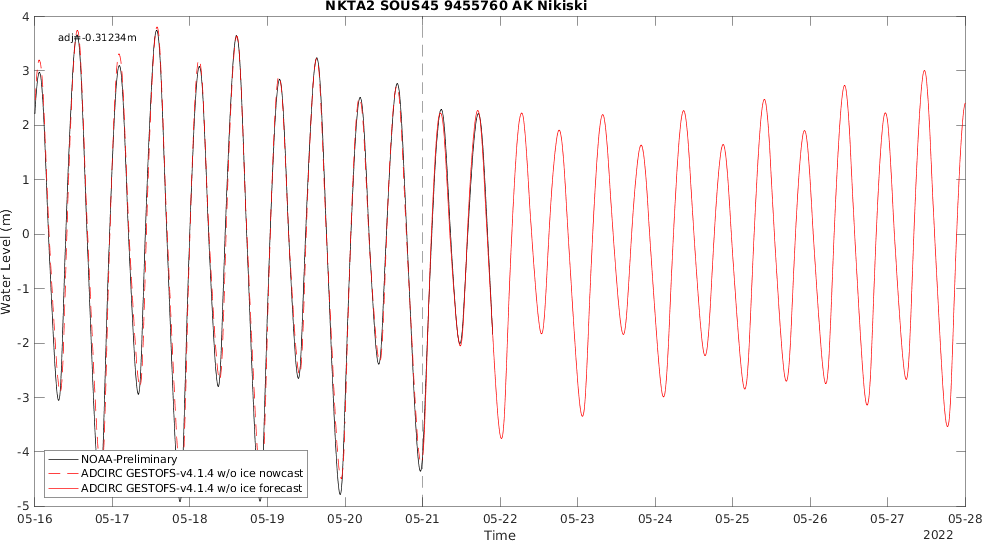 NKTA2 SOUS45 9455760 AK Nikiski
adj=-0.31234m
Water Level (m)
4
3
2
1
0
-1
-2
-3
-4
-5
NOAA-Preliminary
ADCIRC GESTOFS-v4.1.4 w/o ice nowcast
ADCIRC GESTOFS-v4.1.4 w/o ice forecast
05-16 05-17 05-18 05-19 05-20 05-21 05-22 05-23 05-24 05-25 05-26 05-27 05-28
Time
2022